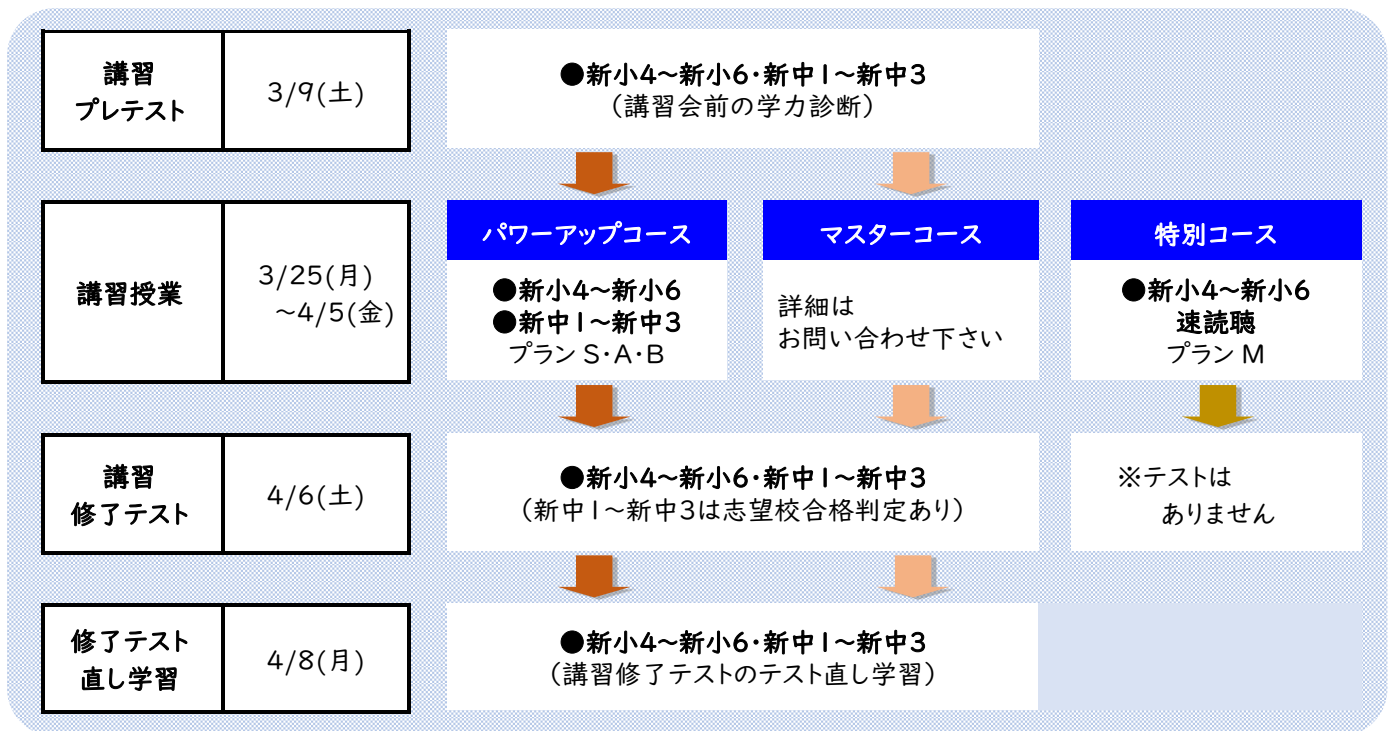 講習
プレテスト
3/9(土)
●新小4～新小6・新中1～新中3
(講習会前の学力診断)
講習授業
3/25(月)
～4/5(金)
パワーアップコース
●新小4～新小6
●新中1～新中3
プラン S・A・B
マスターコース
詳細は
お問い合わせ下さい
特別コース
●新小4～新小6
速読聴
プラン M
講習
修了テスト
4/6(土)
●新小4～新小6・新中1～新中3
(新中1～新中3は志望校合格判定あり)
※テストは
ありません
修了テスト
直し学習
4/8(月)
●新小4～新小6・新中1～新中3
(講習修了テストのテスト直し学習)